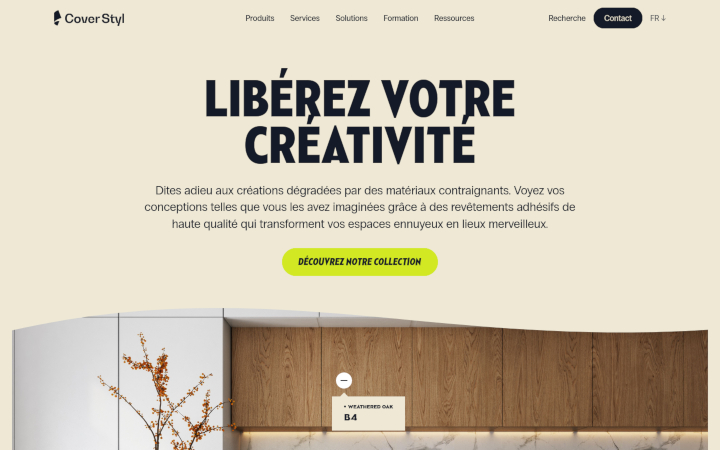 Cover Styl
Produits
Services
Solutions
Formation
Ressources
Recherche
Contact
FR ↓
LIBÉREZ VOTRE
CRÉATIVITÉ
Dites adieu aux créations dégradées par des matériaux contraignants. Voyez vos
conceptions telles que vous les avez imaginées grâce à des revêtements adhésifs de
haute qualité qui transforment vos espaces ennuyeux en lieux merveilleux.
DÉCOUVREZ NOTRE COLLECTION
• WEATHERED OAK
B4